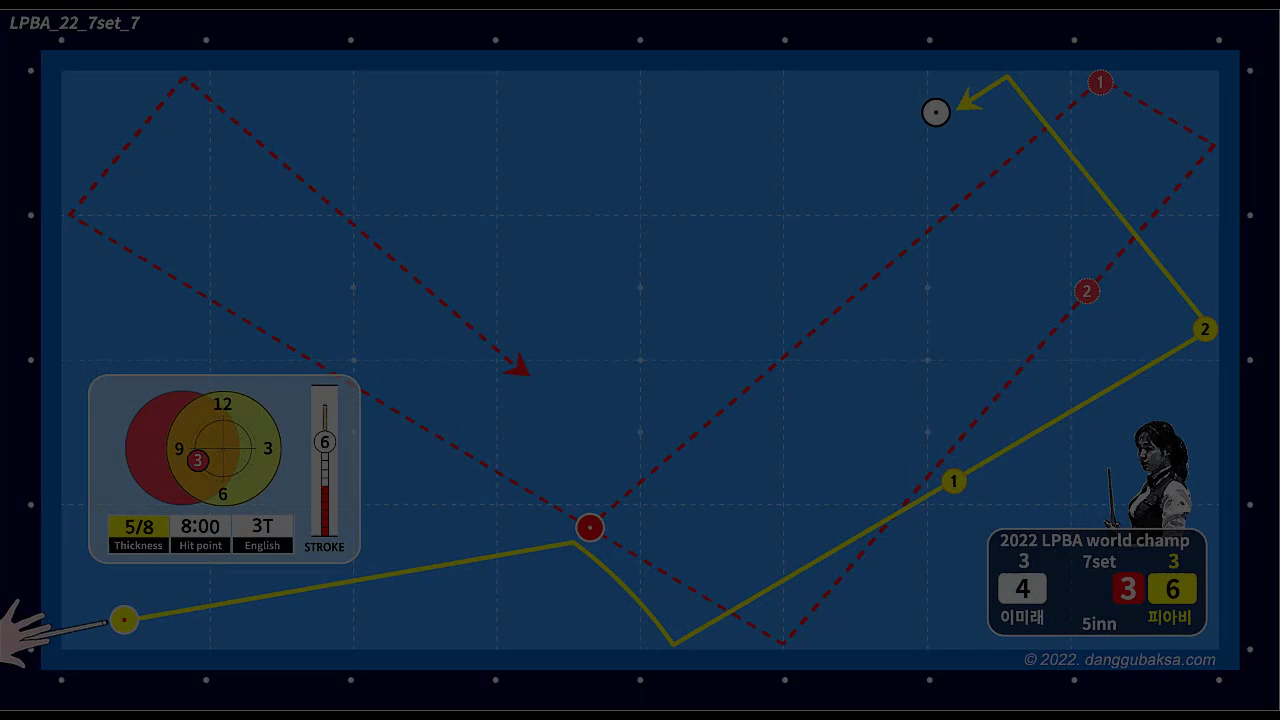 LPBA_22_7set_7
1
2
2
1
12
9 3
3
6
6
5/8 8:00 3T
Thickness Hit point English STROKE
2022 LPBA world champ
3 7set 3
4 3 6
이미래 5inn 피아비
© 2022. danggubaksa.com